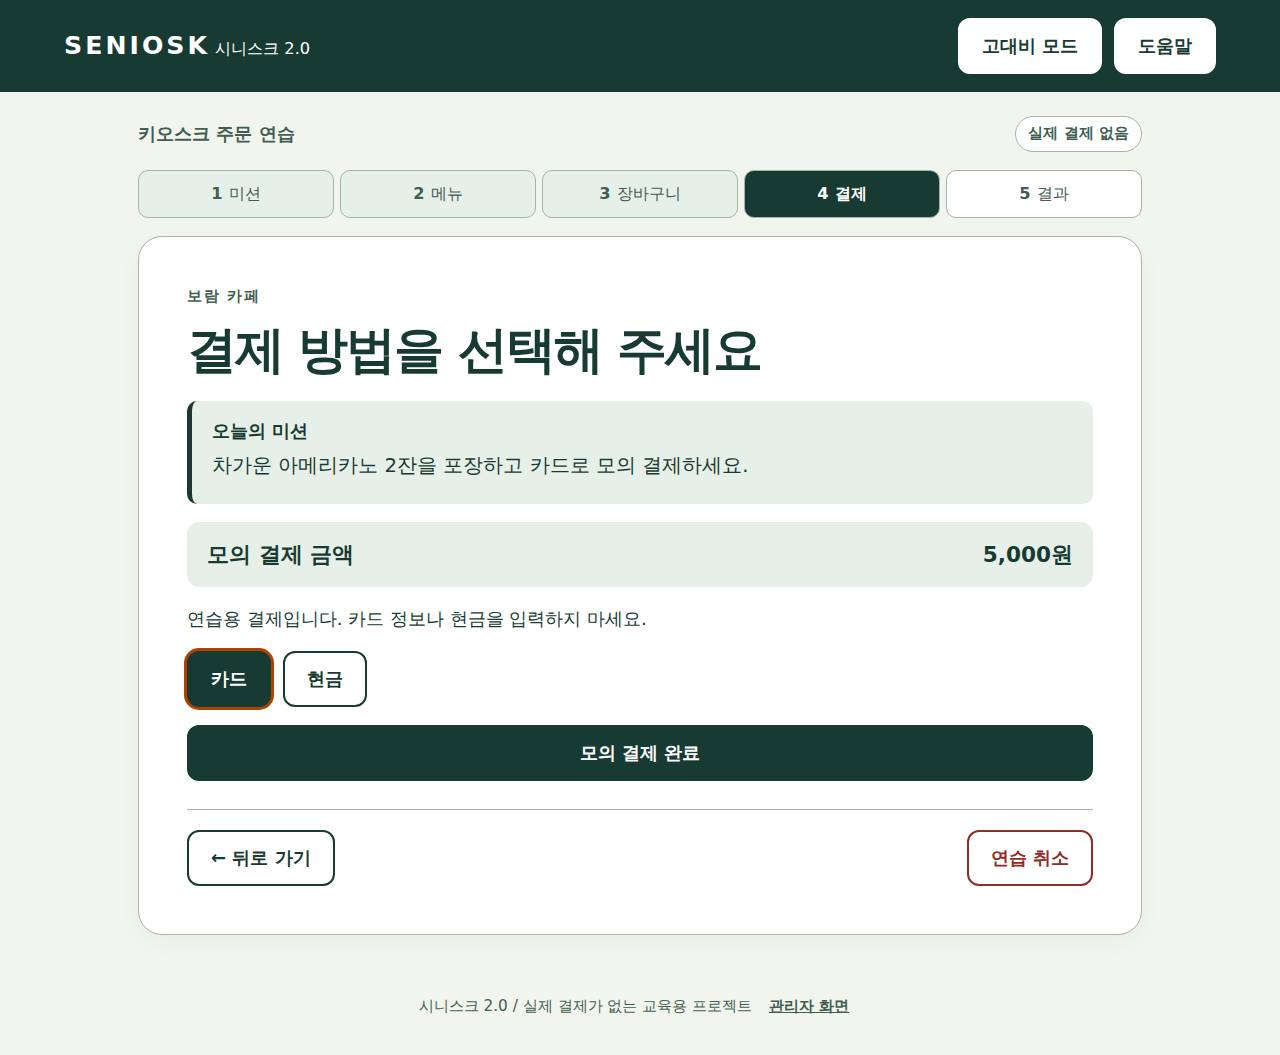 SENIOSK 시니스크 2.0
고대비 모드
도움말
키오스크 주문 연습
실제 결제 없음
1 미션
2 메뉴
3 장바구니
4 결제
5 결과
보람 카페
결제 방법을 선택해 주세요
오늘의 미션
차가운 아메리카노 2잔을 포장하고 카드로 모의 결제하세요.
모의 결제 금액
5,000원
연습용 결제입니다. 카드 정보나 현금을 입력하지 마세요.
카드
현금
모의 결제 완료
← 뒤로 가기
연습 취소
시니스크 2.0 / 실제 결제가 없는 교육용 프로젝트 관리자 화면